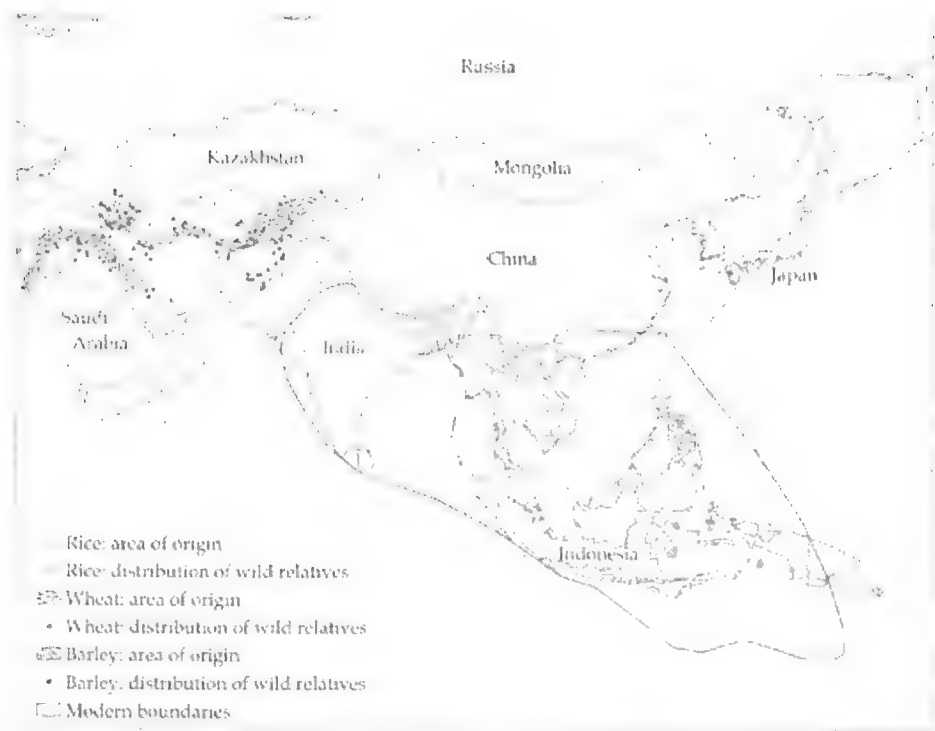 Russia
Kazakhstan
Mongolia
China
Japan
Saudi
Arabia
India
Indonesia
Rice: area of origin
Rice: distribution of wild relatives
Wheat: area of origin
Wheat: distribution of wild relatives
Barley: area of origin
Barley: distribution of wild relatives
Modern boundaries